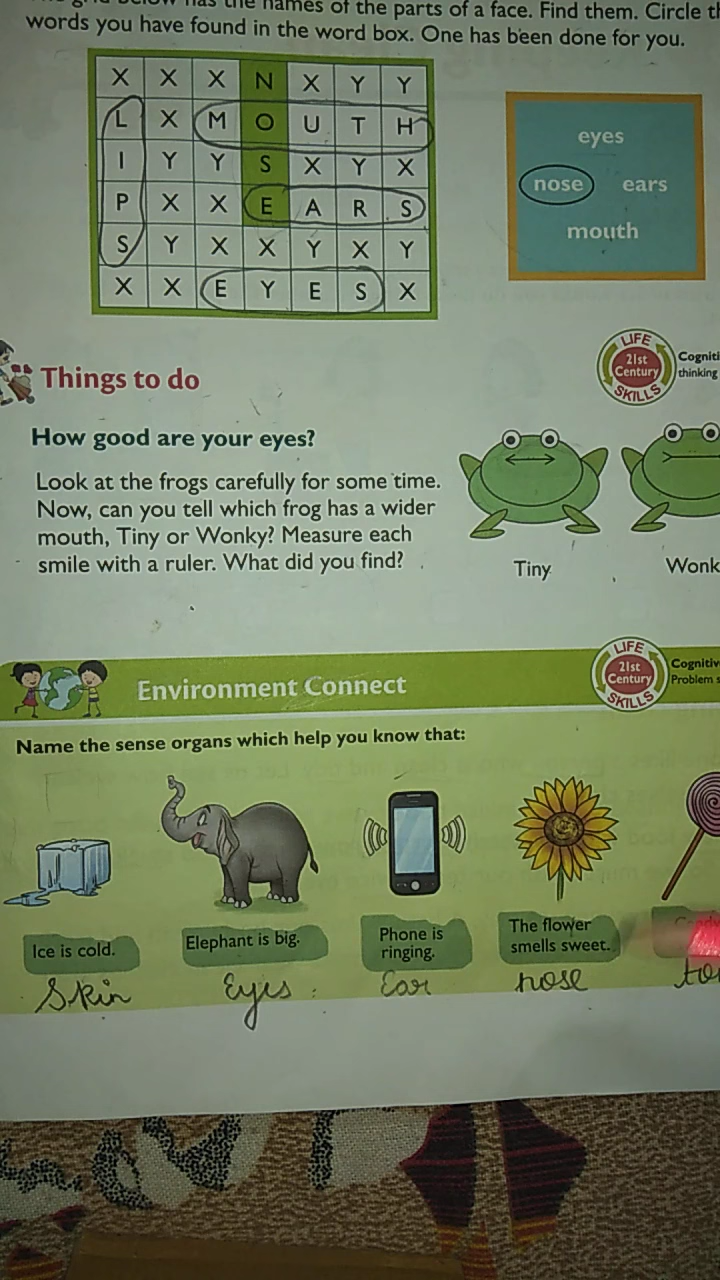 names of the parts of a face. Find them. Circle
words you have found in the word box. One has been done for you.
X X X N X Y Y
L X M O U T H
I Y Y S X Y X
P X X E A R S
S Y X X Y X Y
X X E Y E S X
eyes
nose ears
mouth
Things to do
LIFE
21st
Century
SKILLS
thinking
How good are your eyes?
Look at the frogs carefully for some time.
Now, can you tell which frog has a wider
mouth, Tiny or Wonky? Measure each
smile with a ruler. What did you find?
Tiny
Wonk
Environment Connect
LIFE
21st
Century
SKILLS
Cognitiv
Problem s
Name the sense organs which help you know that:
Ice is cold.
Elephant is big.
Phone is
ringing.
The flower
smells sweet.
Skin Eyes Ear nose